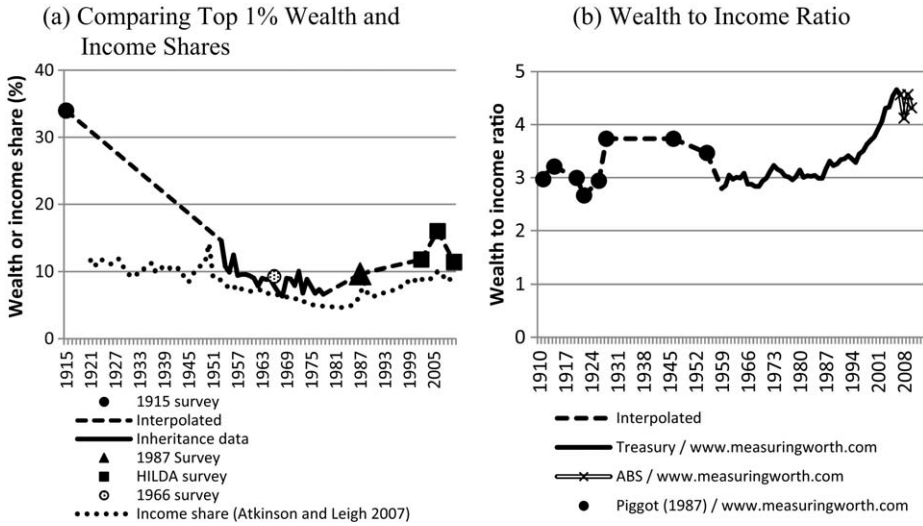 (a) Comparing Top 1% Wealth and
Income Shares
Wealth or income share (%)
40
30
20
10
0
1915
1921
1927
1933
1939
1945
1951
1957
1963
1969
1975
1981
1987
1993
1999
2005
1915 survey
Interpolated
Inheritance data
1987 Survey
HILDA survey
1966 survey
Income share (Atkinson and Leigh 2007)
(b) Wealth to Income Ratio
Wealth to income ratio
5
4
3
2
1
0
1910
1917
1924
1931
1938
1945
1952
1959
1966
1973
1980
1987
1994
2001
2008
Interpolated
Treasury / www.measuringworth.com
ABS / www.measuringworth.com
Piggot (1987) / www.measuringworth.com